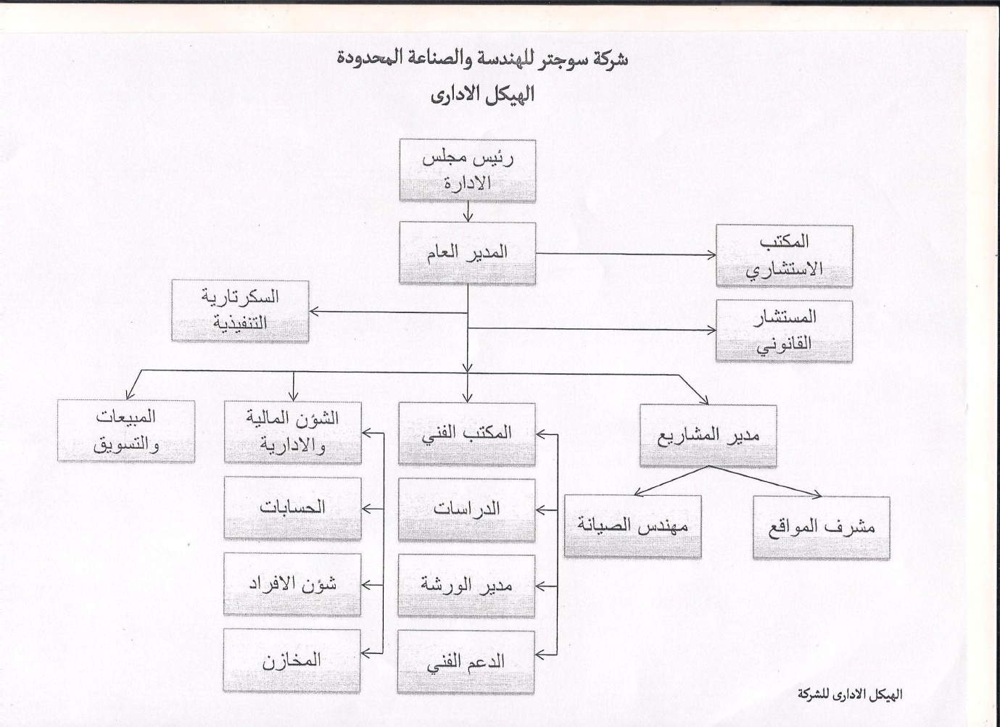 شركة سوجتر للهندسة والصناعة المحدودة
الهيكل الادارى
رئيس مجلس
الادارة
المدير العام
المكتب
الاستشاري
السكرتارية
التنفيذية
المستشار
القانوني
مدير المشاريع
المكتب الفني
الشؤن المالية
والادارية
المبيعات
والتسويق
مشرف المواقع
مهندس الصيانة
الدراسات
الحسابات
مدير الورشة
شؤن الافراد
الدعم الفني
المخازن
الهيكل الادارى للشركة